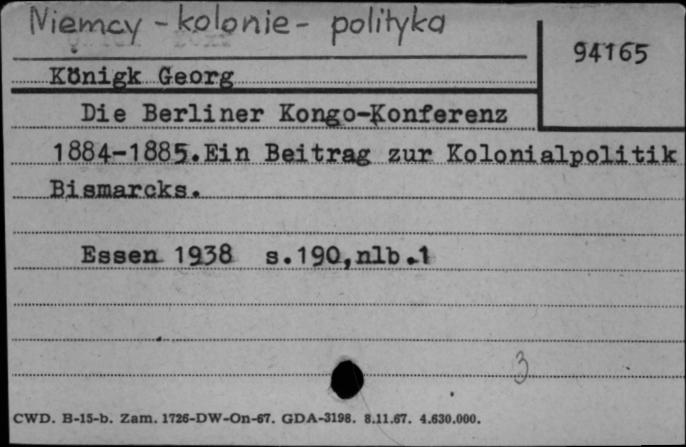 Niemcy - kolonie - polityka
94165
Königk Georg
Die Berliner Kongo-Konferenz
1884-1885.Ein Beitrag zur Kolonialpolitik
Bismarcks.
Essen 1938 s.190,nlb.1
3
CWD. B-15-b. Zam. 1726-DW-On-67. GDA-3198. 8.11.67. 4.630.000.